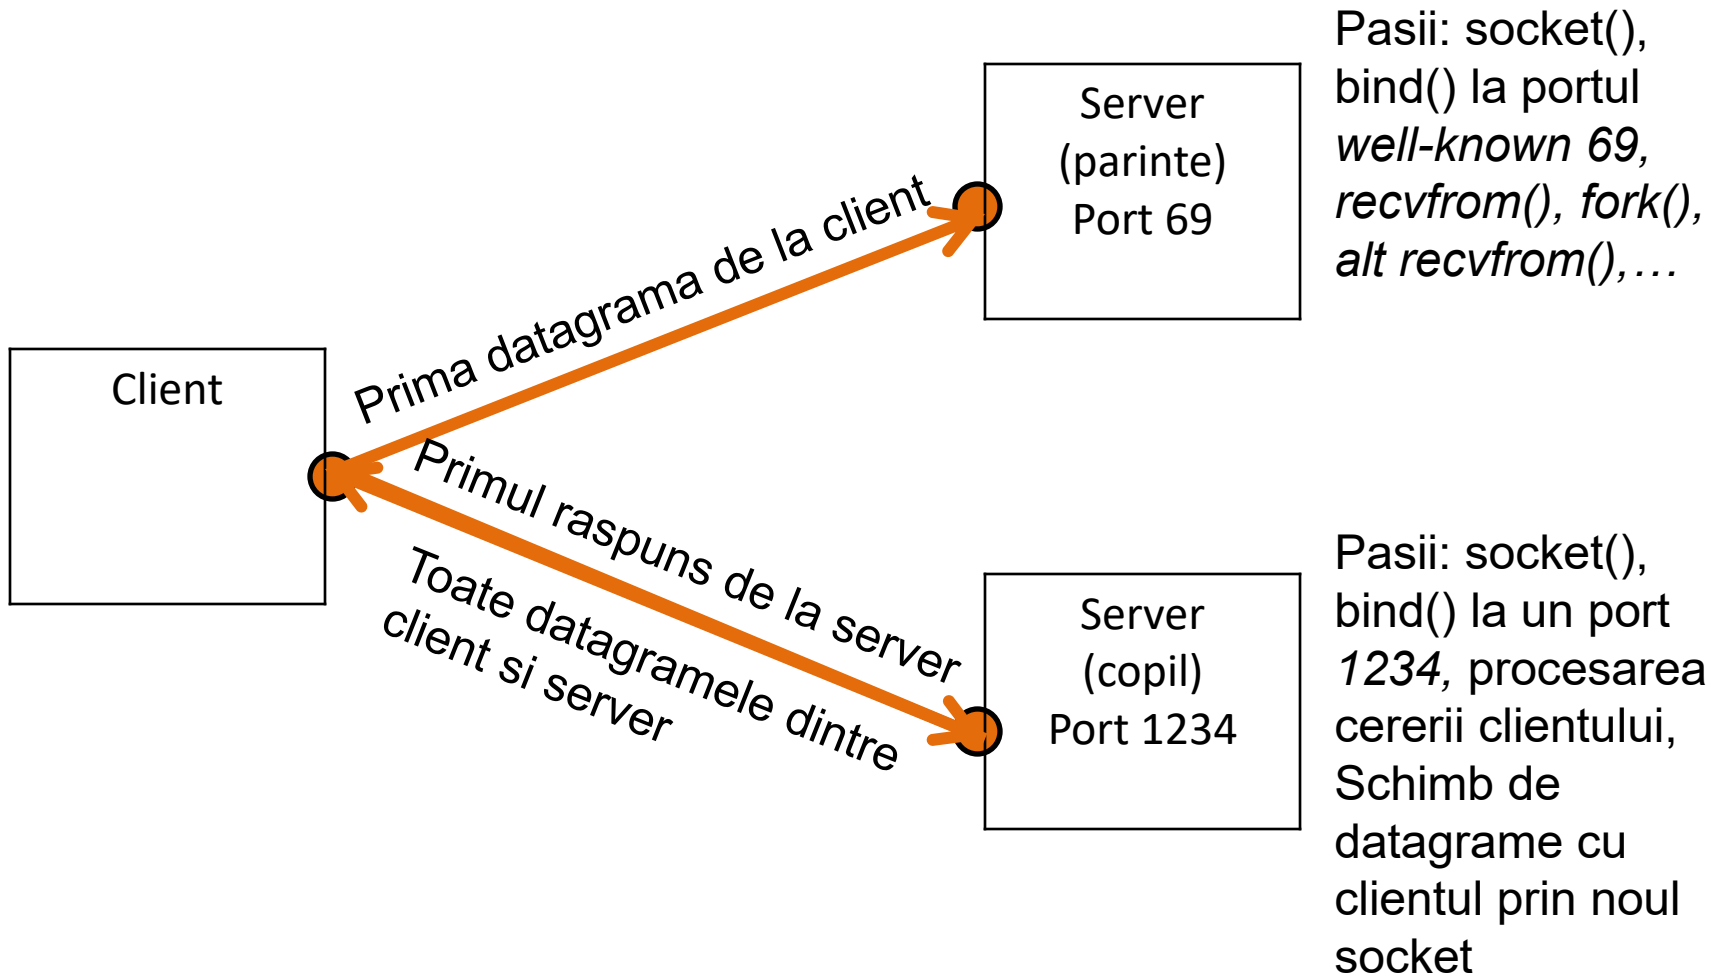 Pasii: socket(),
bind() la portul
well-known 69,
recvfrom(), fork(),
alt recvfrom(),…
Server
(parinte)
Port 69
Prima datagrama de la client
Client
Primul raspuns de la server
Toate datagramele dintre
client si server
Server
(copil)
Port 1234
Pasii: socket(),
bind() la un port
1234, procesarea
cererii clientului,
Schimb de
datagrame cu
clientul prin noul
socket